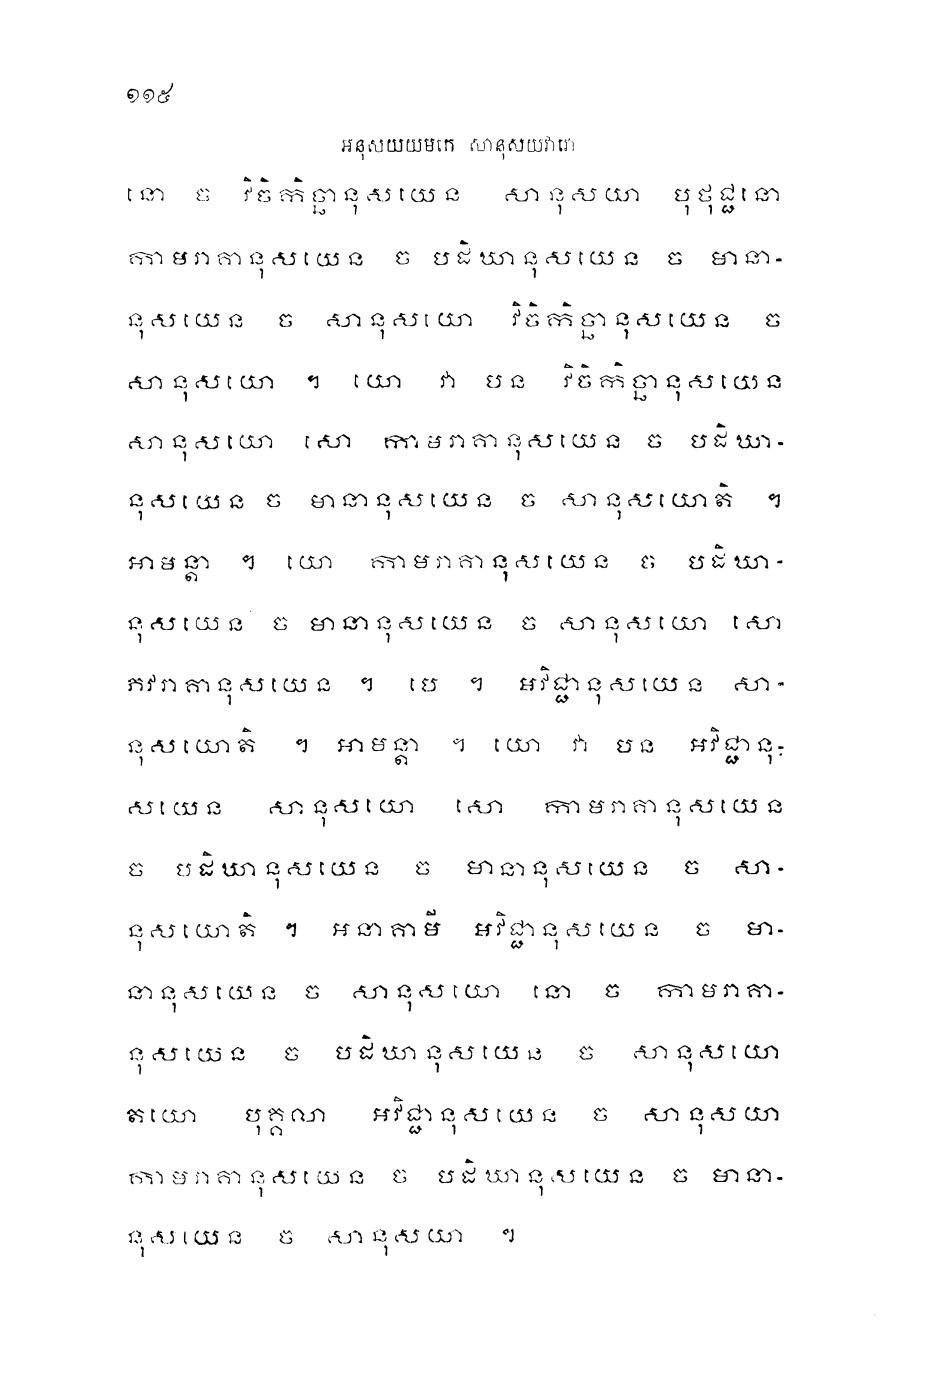 ១១៥
អនុសយយមកេ សានុសយវារោ
នោ ច វិចិកិច្ឆានុសយេន សានុសយា បុថុជ្ជនោ
កាមរាគានុសយេន ច បដិឃានុសយេន ច មានា-
នុសយេន ច សានុសយោ វិចិកិច្ឆានុសយេន ច
សានុសយោ ។ យោ វា បន វិចិកិច្ឆានុសយេន
សានុសយោ សោ កាមរាគានុសយេន ច បដិឃា-
នុសយេន ច មានានុសយេន ច សានុសយោតិ ។
អាមន្តា ។ យោ កាមរាគានុសយេន ច បដិឃា-
នុសយេន ច មានានុសយេន ច សានុសយោ សោ
ភវរាគានុសយេន ។ បេ ។ អវិជ្ជានុសយេន សា-
នុសយោតិ ។ អាមន្តា ។ យោ វា បន អវិជ្ជានុ-
សយេន សានុសយោ សោ កាមរាគានុសយេន
ច បដិឃានុសយេន ច មានានុសយេន ច សា-
នុសយោតិ ។ អនាគាមី អវិជ្ជានុសយេន ច មា-
នានុសយេន ច សានុសយោ នោ ច កាមរាគា-
នុសយេន ច បដិឃានុសយេន ច សានុសយោ
តយោ បុគ្គលា អវិជ្ជានុសយេន ច សានុសយា
កាមរាគានុសយេន ច បដិឃានុសយេន ច មានា-
នុសយេន ច សានុសយា ។